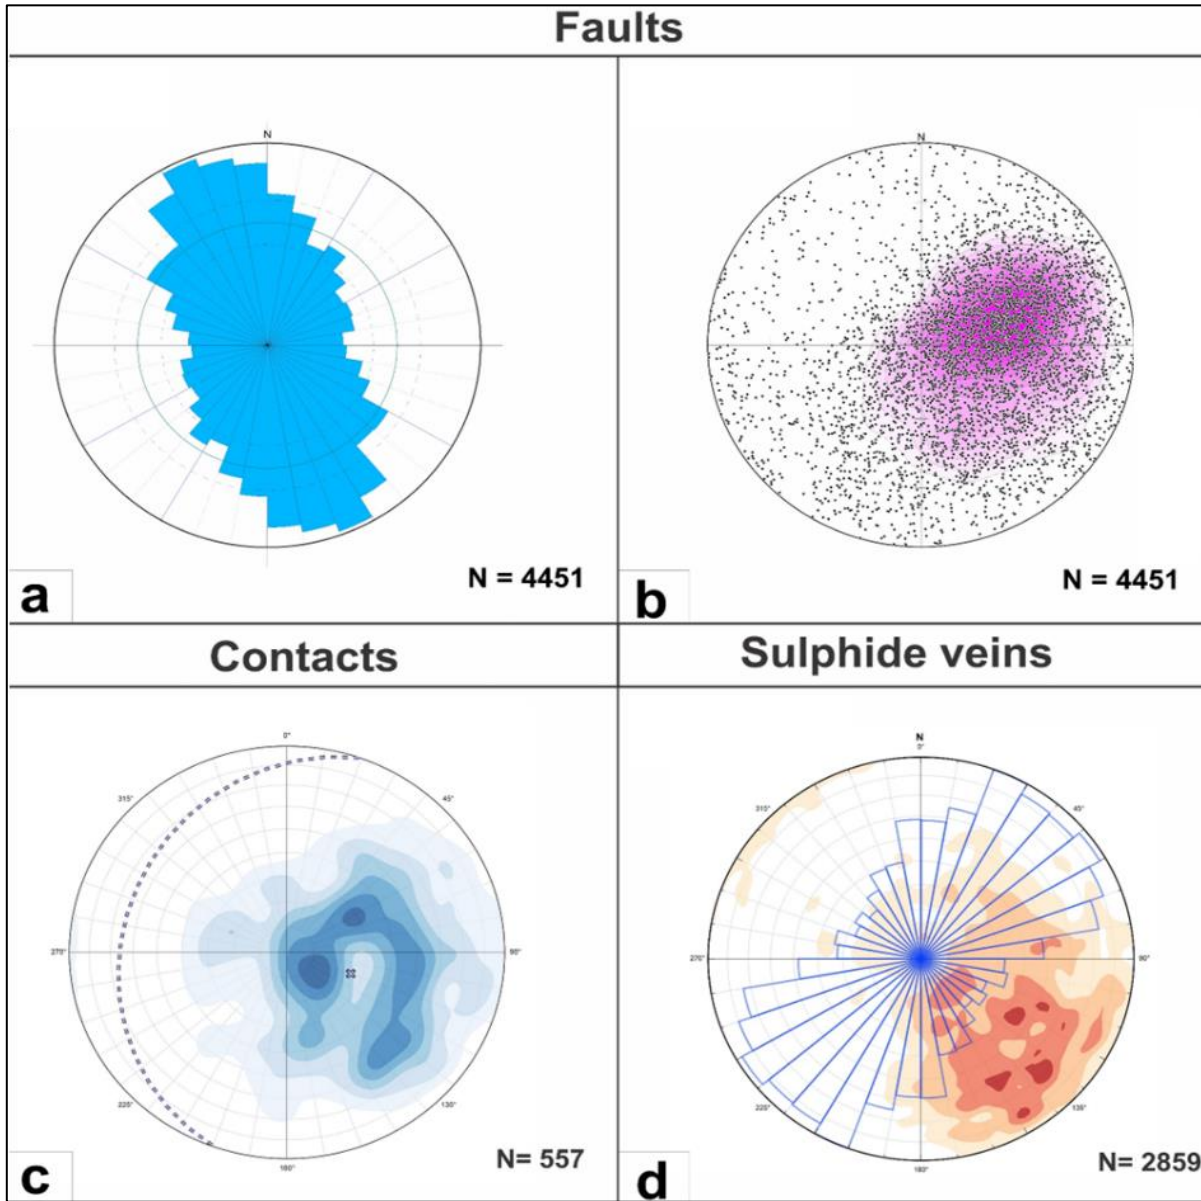 Faults
N
N
N = 4451
N = 4451
a
b
Contacts
Sulphide veins
0°
N
0°
315°
45°
315°
45°
270°
90°
270°
90°
225°
135°
225°
135°
180°
180°
N= 557
N= 2859
c
d